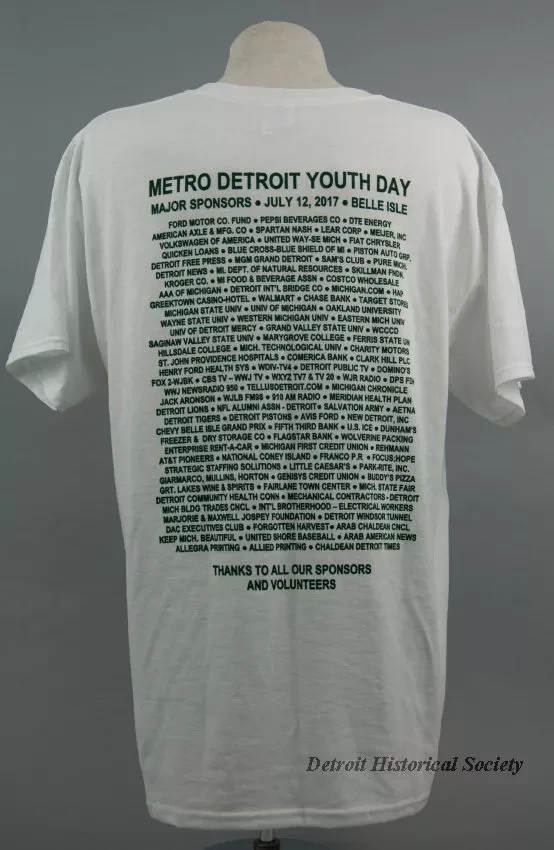 METRO DETROIT YOUTH DAY
MAJOR SPONSORS • JULY 12, 2017 • BELLE ISLE
FORD MOTOR CO. FUND • PEPSI BEVERAGES CO • DTE ENERGY
AMERICAN AXLE & MFG. CO • SPARTAN NASH • LEAR CORP • MEIJER, INC
VOLKSWAGEN OF AMERICA • UNITED WAY-SE MICH • FIAT CHRYSLER
QUICKEN LOANS • BLUE CROSS-BLUE SHIELD OF MI • PISTON AUTO GRP.
DETROIT FREE PRESS • MGM GRAND DETROIT • SAM'S CLUB • PURE MICH.
DETROIT NEWS • MI. DEPT. OF NATURAL RESOURCES • SKILLMAN FNDN.
KROGER CO. • MI FOOD & BEVERAGE ASSN • COSTCO WHOLESALE
AAA OF MICHIGAN • DETROIT INT'L BRIDGE CO • MICHIGAN.COM • HAP
GREEKTOWN CASINO-HOTEL • WALMART • CHASE BANK • TARGET STORES
MICHIGAN STATE UNIV • UNIV OF MICHIGAN • OAKLAND UNIVERSITY
WAYNE STATE UNIV • WESTERN MICHIGAN UNIV • EASTERN MICH UNIV
UNIV OF DETROIT MERCY • GRAND VALLEY STATE UNIV • WCCCD
SAGINAW VALLEY STATE UNIV • MARYGROVE COLLEGE • FERRIS STATE UN
HILLSDALE COLLEGE • MICH. TECHNOLOGICAL UNIV • CHARITY MOTORS
ST. JOHN PROVIDENCE HOSPITALS • COMERICA BANK • CLARK HILL PLC
HENRY FORD HEALTH SYS • WDIV-TV4 • DETROIT PUBLIC TV • DOMINO'S
FOX 2-WJBK • CBS TV – WWJ TV • WXYZ TV7 & TV 20 • WJR RADIO • DPS FDN
WWJ NEWSRADIO 950 • TELLUSDETROIT.COM • MICHIGAN CHRONICLE
JACK ARONSON • WJLB FM98 • 910 AM RADIO • MERIDIAN HEALTH PLAN
DETROIT LIONS • NFL ALUMNI ASSN - DETROIT • SALVATION ARMY • AETNA
DETROIT TIGERS • DETROIT PISTONS • AVIS FORD • NEW DETROIT, INC
CHEVY BELLE ISLE GRAND PRIX • FIFTH THIRD BANK • U.S. ICE • DUNHAM'S
FREEZER & DRY STORAGE CO • FLAGSTAR BANK • WOLVERINE PACKING
ENTERPRISE RENT-A-CAR • MICHIGAN FIRST CREDIT UNION • REHMANN
AT&T PIONEERS • NATIONAL CONEY ISLAND • FRANCO P.R • FOCUS:HOPE
STRATEGIC STAFFING SOLUTIONS • LITTLE CAESAR'S • PARK-RITE, INC.
GIARMARCO, MULLINS, HORTON • GENISYS CREDIT UNION • BUDDY'S PIZZA
GRT. LAKES WINE & SPIRITS • FAIRLANE TOWN CENTER • MICH. STATE FAIR
DETROIT COMMUNITY HEALTH CONN • MECHANICAL CONTRACTORS - DETROIT
MICH BLDG TRADES CNCL • INT'L BROTHERHOOD – ELECTRICAL WORKERS
MARJORIE & MAXWELL JOSPEY FOUNDATION • DETROIT WINDSOR TUNNEL
DAC EXECUTIVES CLUB • FORGOTTEN HARVEST • ARAB CHALDEAN CNCL
KEEP MICH. BEAUTIFUL • UNITED SHORE BASEBALL • ARAB AMERICAN NEWS
ALLEGRA PRINTING • ALLIED PRINTING • CHALDEAN DETROIT TIMES
THANKS TO ALL OUR SPONSORS
AND VOLUNTEERS
Detroit Historical Society